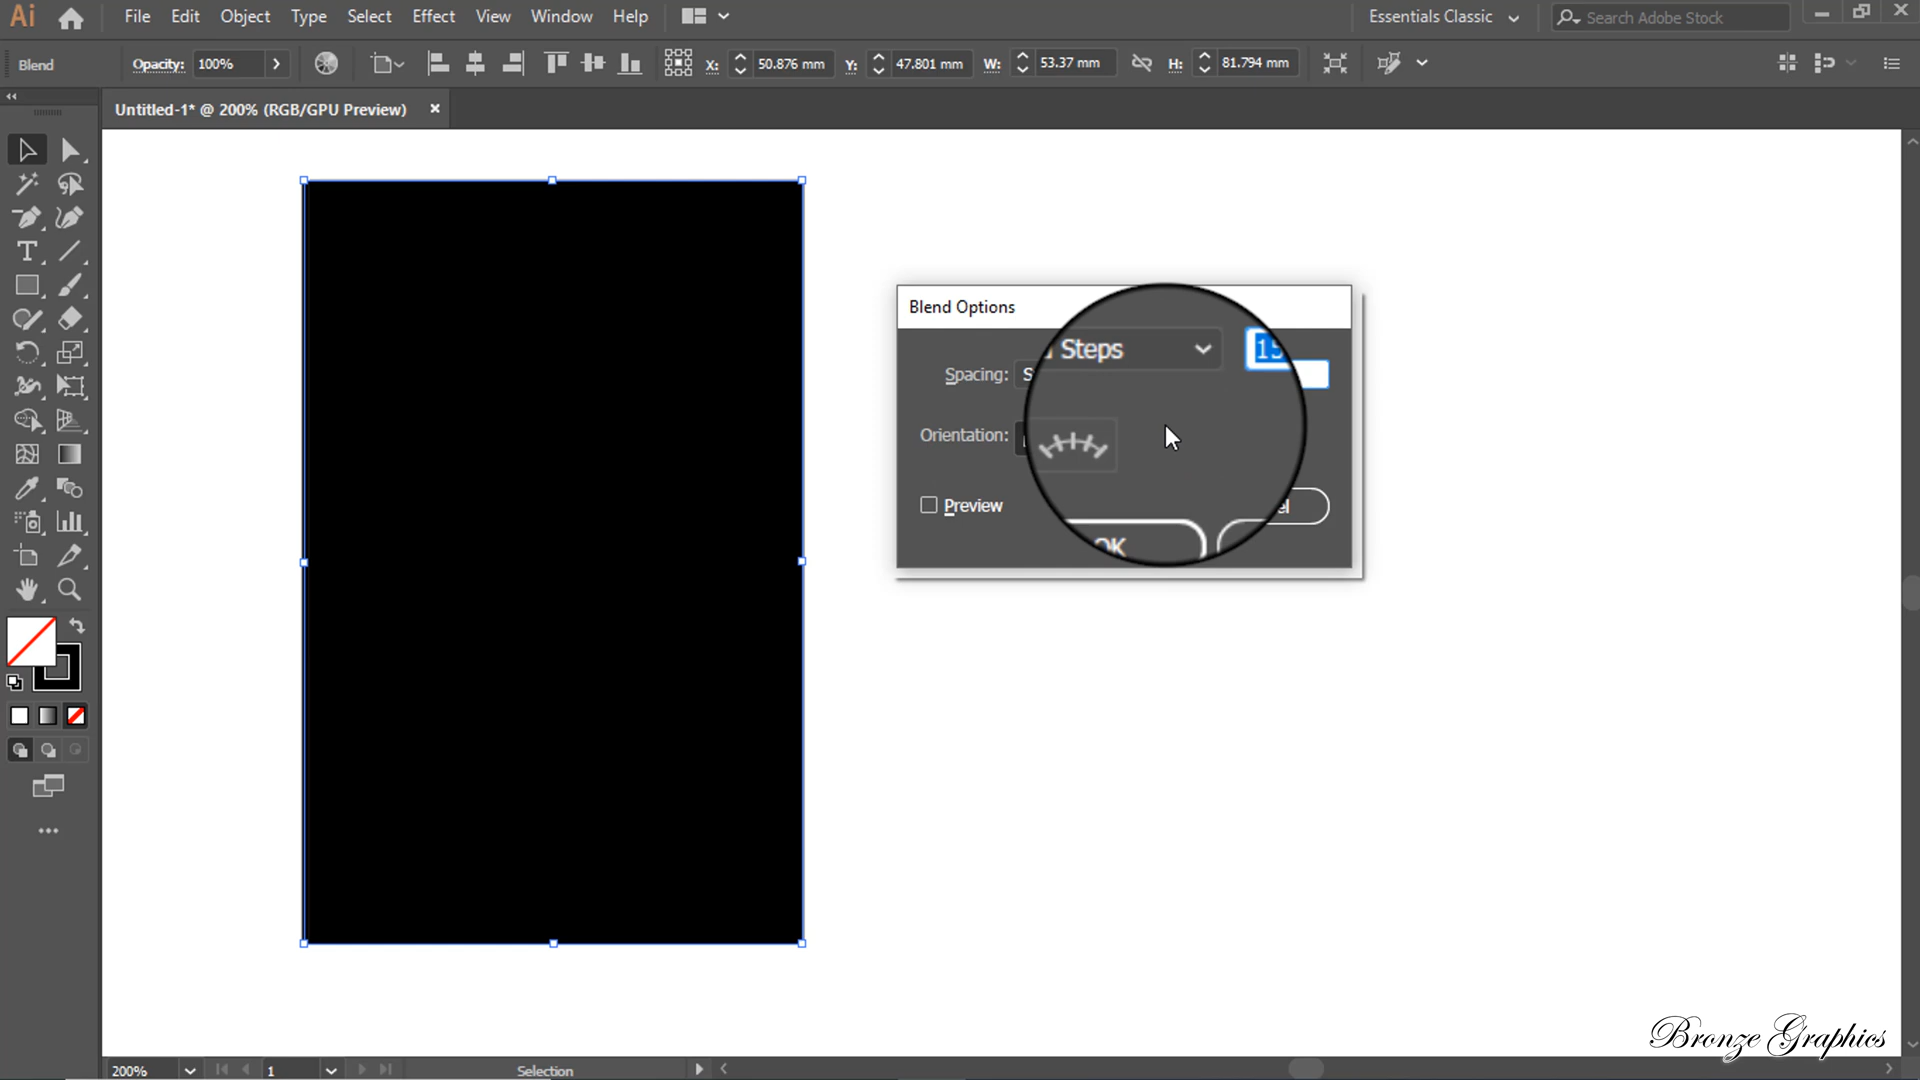 Ai File Edit Object Type Select Effect View Window Help Essentials Classic Search Adobe Stock
Blend Opacity: 100% X: 50.876 mm Y: 47.801 mm W: 53.37 mm H: 81.794 mm
Untitled-1* @ 200% (RGB/GPU Preview)
Blend Options
Steps
Spacing:
Orientation:
Preview
OK
200% 1 Selection
Bronze Graphics